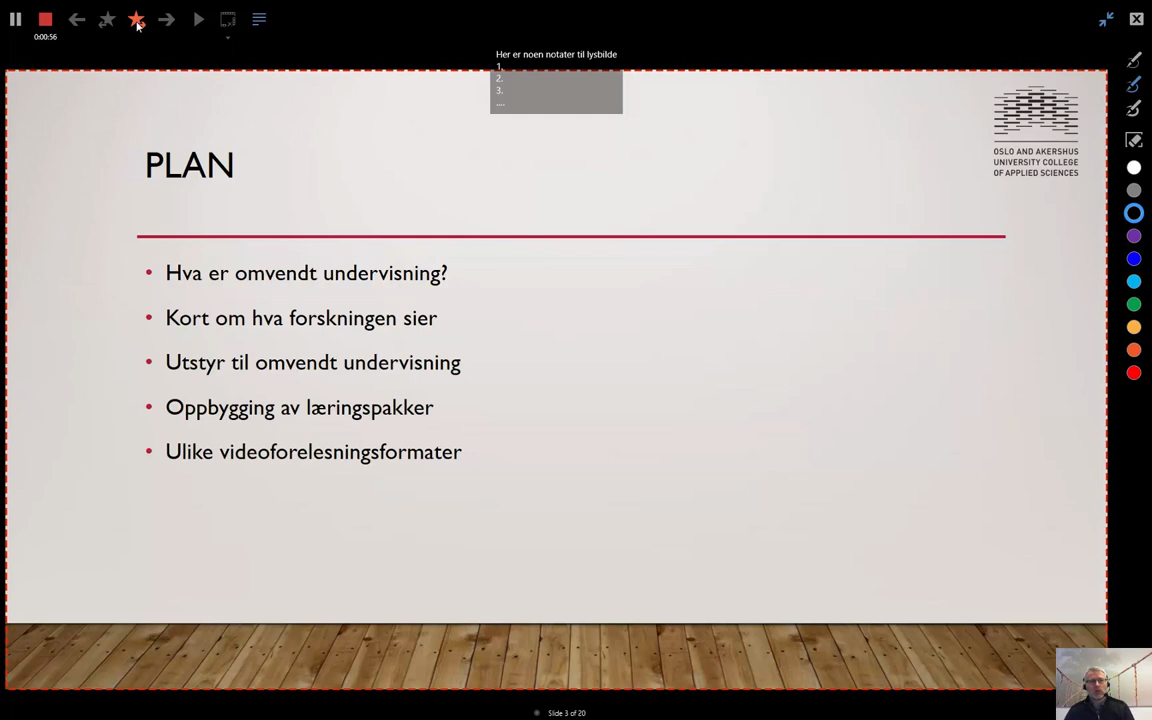 0:00:56
Her er noen notater til lysbilde
1.
2.
3.
....
OSLO AND AKERSHUS
UNIVERSITY COLLEGE
OF APPLIED SCIENCES
PLAN
• Hva er omvendt undervisning?
• Kort om hva forskningen sier
• Utstyr til omvendt undervisning
• Oppbygging av læringspakker
• Ulike videoforelesningsformater
Slide 3 of 20